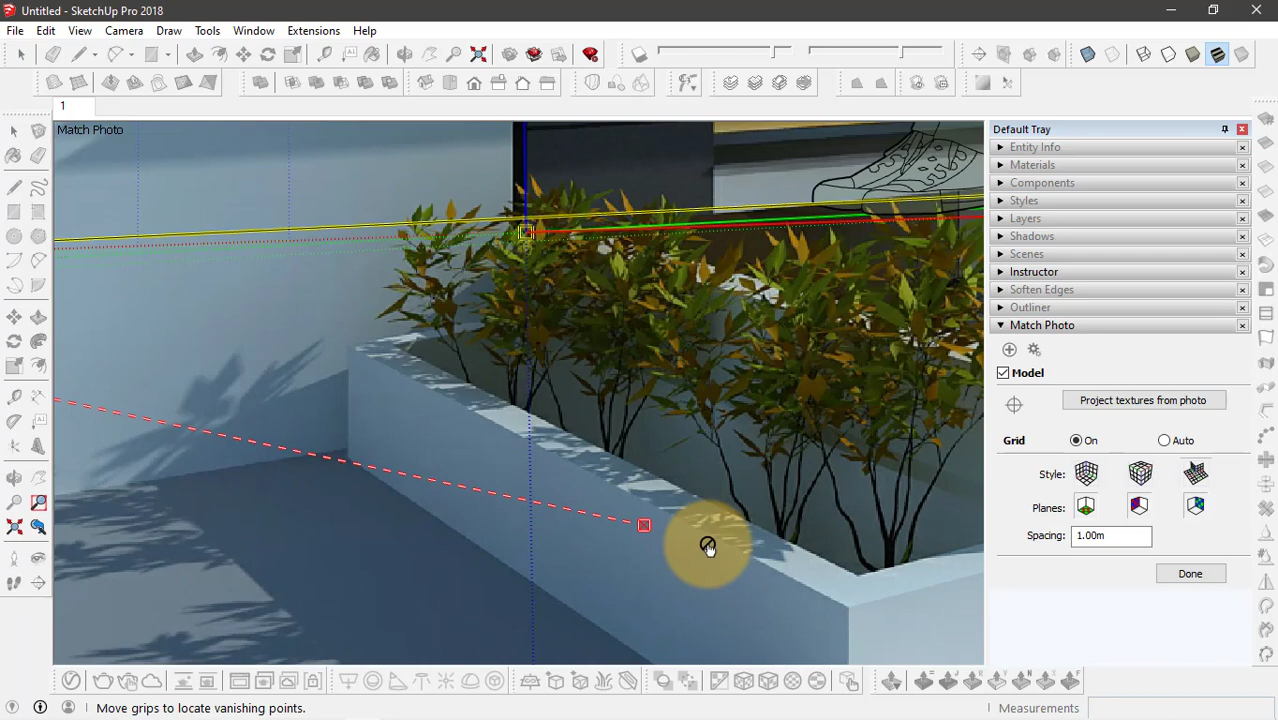 Untitled - SketchUp Pro 2018
File Edit View Camera Draw Tools Window Extensions Help
1
Match Photo
Default Tray
Entity Info
Materials
Components
Styles
Layers
Shadows
Scenes
Instructor
Soften Edges
Outliner
Match Photo
Model
Project textures from photo
Grid On Auto
Style:
Planes:
Spacing: 1.00m
Done
Move grips to locate vanishing points.
Measurements